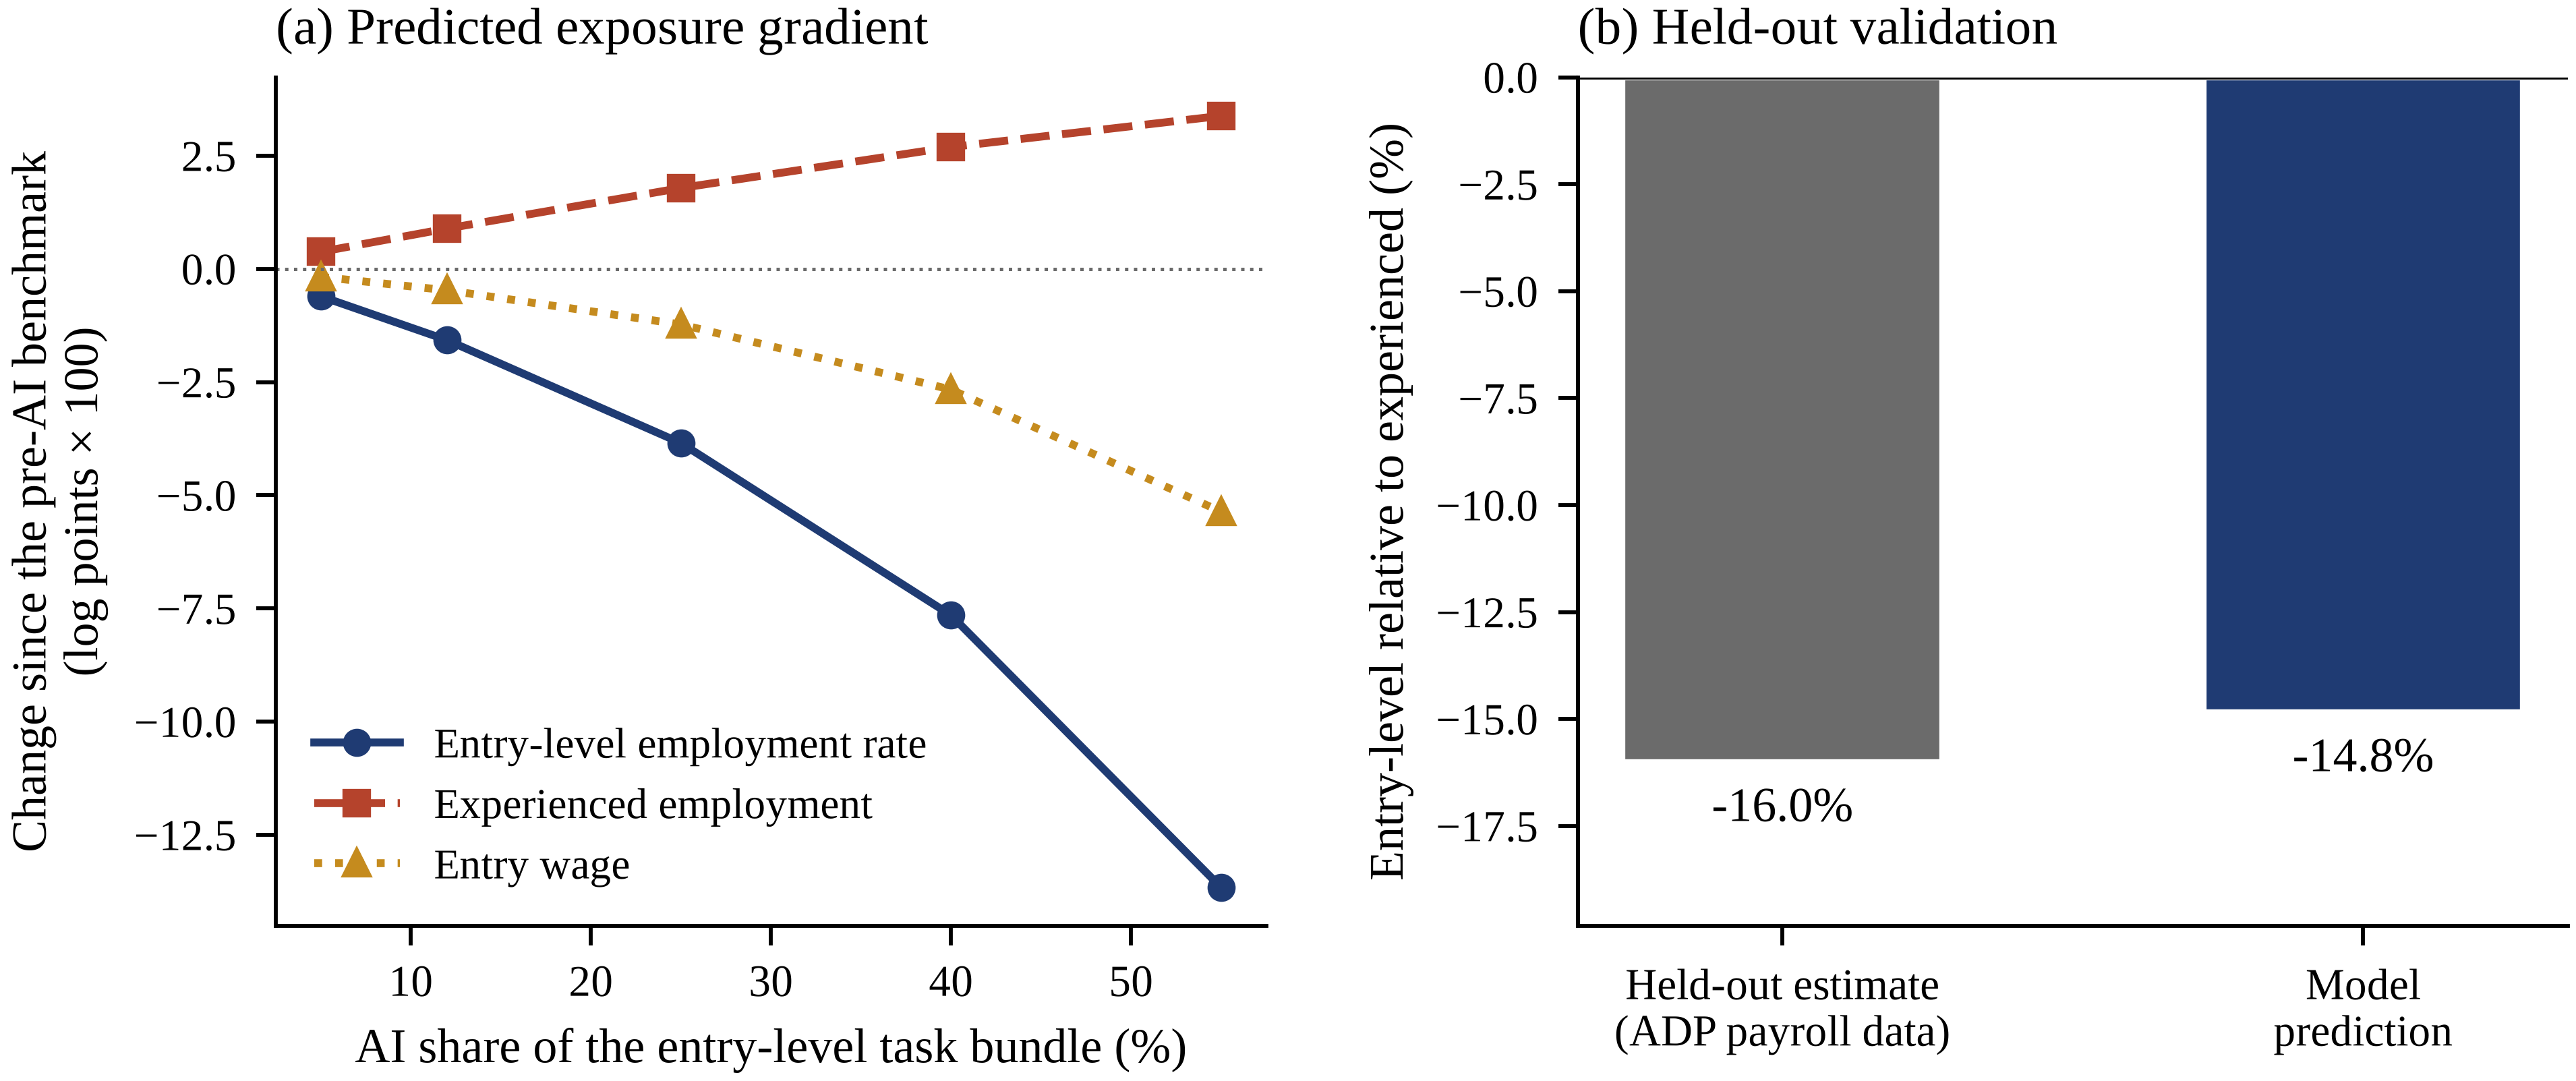 (a) Predicted exposure gradient
Change since the pre-AI benchmark
(log points × 100)
2.5
0.0
−2.5
−5.0
−7.5
−10.0
−12.5
Entry-level employment rate
Experienced employment
Entry wage
10
20
30
40
50
AI share of the entry-level task bundle (%)
(b) Held-out validation
Entry-level relative to experienced (%)
0.0
−2.5
−5.0
−7.5
−10.0
−12.5
−15.0
−17.5
-16.0%
-14.8%
Held-out estimate
(ADP payroll data)
Model
prediction